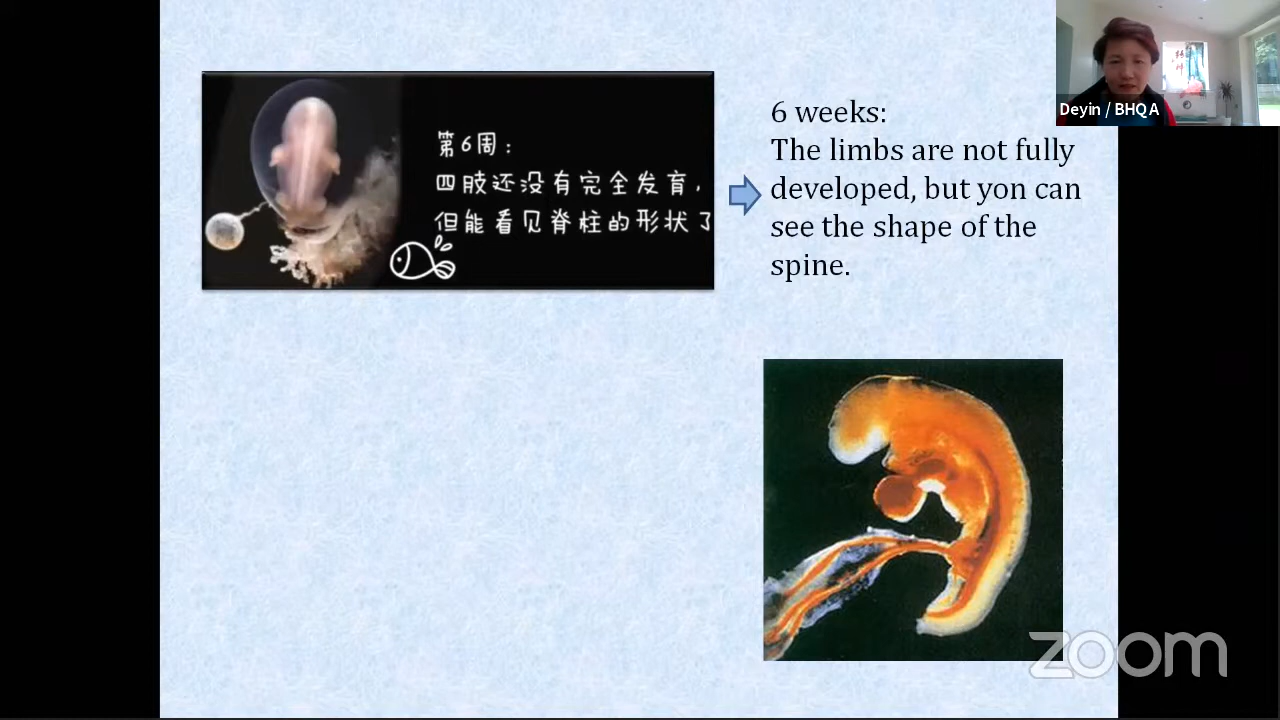 第6周：
四肢还没有完全发育，
但能看见脊柱的形状了
6 weeks:
The limbs are not fully
developed, but yon can
see the shape of the
spine.
Deyin / BHQA
zoom